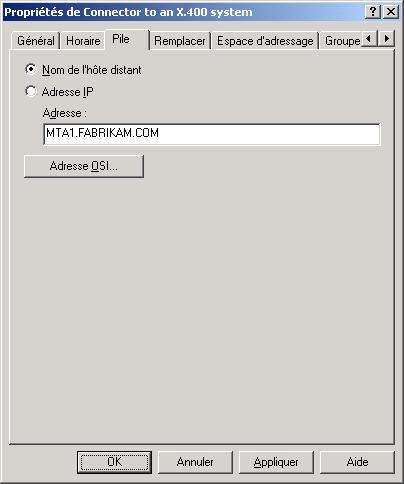 Propriétés de Connector to an X.400 system
Général Horaire Pile Remplacer Espace d'adressage Groupe
Nom de l'hôte distant
Adresse IP
Adresse :
MTA1.FABRIKAM.COM
Adresse OSI...
OK Annuler Appliquer Aide